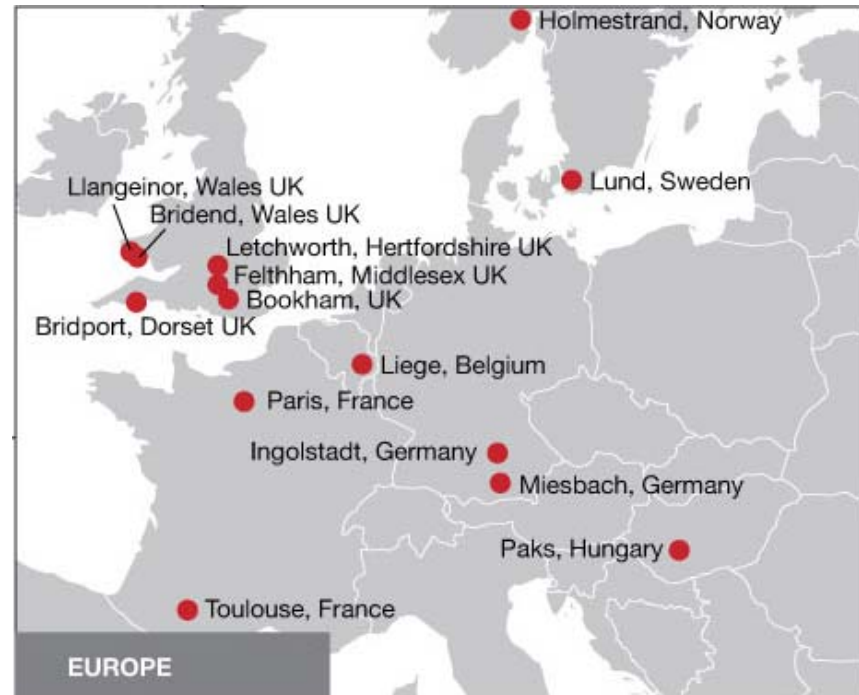 Holmestrand, Norway
Lund, Sweden
Llangeinor, Wales UK
Bridend, Wales UK
Letchworth, Hertfordshire UK
Felthham, Middlesex UK
Bookham, UK
Bridport, Dorset UK
Liege, Belgium
Paris, France
Ingolstadt, Germany
Miesbach, Germany
Paks, Hungary
Toulouse, France
EUROPE